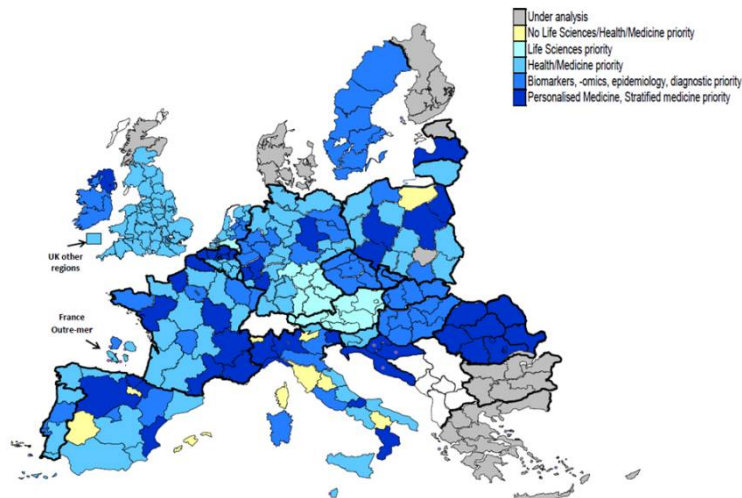 Under analysis
No Life Sciences/Health/Medicine priority
Life Sciences priority
Health/Medicine priority
Biomarkers, -omics, epidemiology, diagnostic priority
Personalised Medicine, Stratified medicine priority
UK other
regions
France
Outre-mer